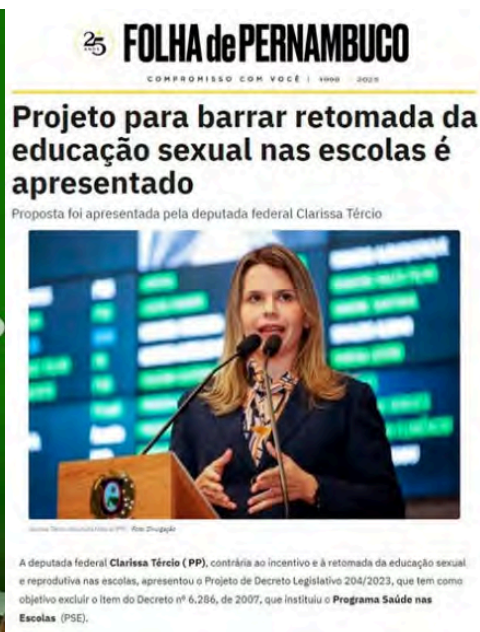 25
ANOS
FOLHA de PERNAMBUCO
COMPROMISSO COM VOCÊ | 1998 2023
Projeto para barrar retomada da
educação sexual nas escolas é
apresentado
Proposta foi apresentada pela deputada federal Clarissa Tércio
Foto: Divulgação
A deputada federal Clarissa Tércio ( PP), contrária ao incentivo e à retomada da educação sexual
e reprodutiva nas escolas, apresentou o Projeto de Decreto Legislativo 204/2023, que tem como
objetivo excluir o item do Decreto nº 6.286, de 2007, que instituiu o Programa Saúde nas
Escolas (PSE).